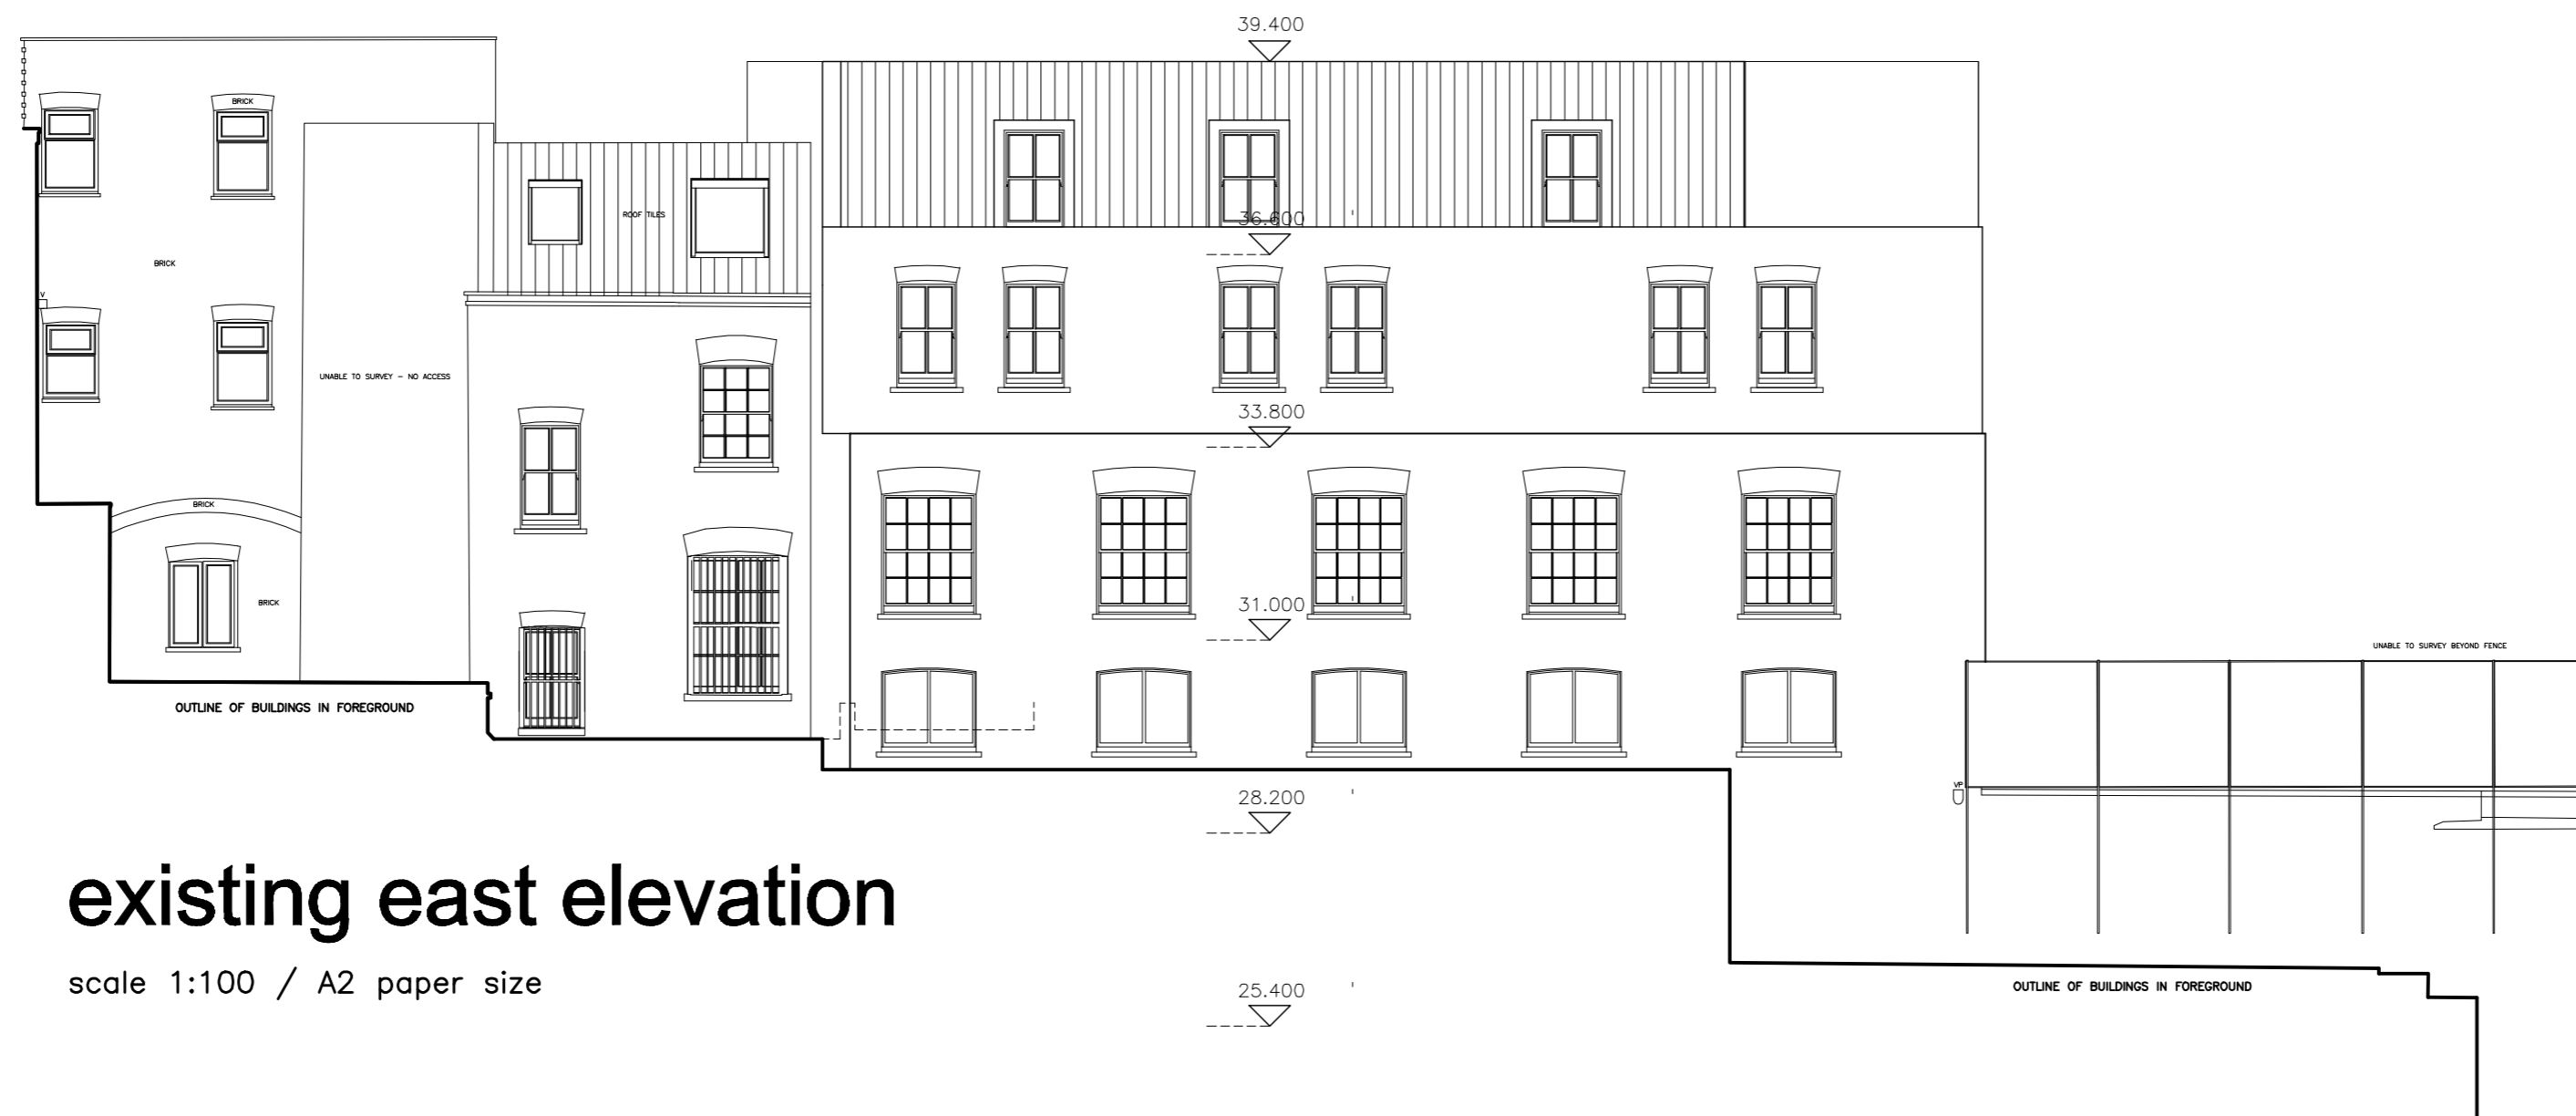 39.400
BRICK
ROOF TILES
36.600
BRICK
V
UNABLE TO SURVEY - NO ACCESS
33.800
BRICK
BRICK
31.000
UNABLE TO SURVEY BEYOND FENCE
OUTLINE OF BUILDINGS IN FOREGROUND
VP
28.200
existing east elevation
scale 1:100 / A2 paper size
25.400
OUTLINE OF BUILDINGS IN FOREGROUND